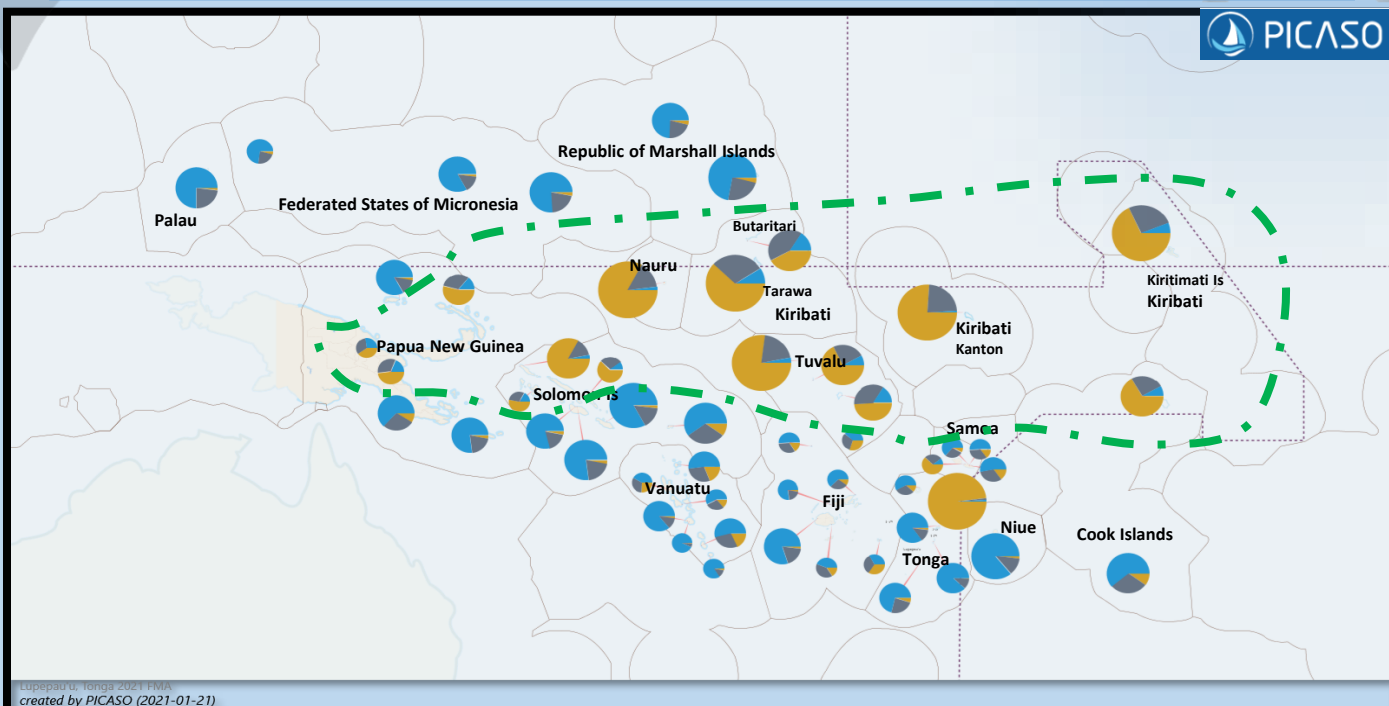 PICASO
Republic of Marshall Islands
Federated States of Micronesia
Palau
Butaritari
Nauru
Kiritimati Is
Tarawa
Kiribati
Kiribati
Kiribati
Kanton
Papua New Guinea
Tuvalu
Solomon Is
Samoa
Vanuatu
Fiji
Niue
Cook Islands
Tonga
Lupepau'u, Tonga 2021 FMA
created by PICASO (2021-01-21)